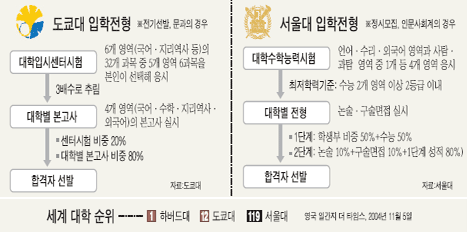 도쿄대 입학전형 ※전기선발, 문과의 경우
대학입시센터시험
6개 영역(국어·지리역사 등)의
32개 과목 중 5개 영역 6과목을
본인이 선택해 응시
3배수로 추림
대학별 본고사
4개 영역(국어·수학·지리역사·
외국어)의 본고사 실시
센터시험 비중 20%
대학별 본고사 비중 80%
합격자 선발
자료:도쿄대
서울대 입학전형 ※정시모집, 인문사회계의 경우
대학수학능력시험
언어·수리·외국어 영역과 사탐·
과탐 영역 중 1개 등 4개 영역 응시
최저학력기준: 수능 2개 영역 이상 2등급 이내
대학별 전형
논술·구술면접 실시
1단계: 학생부 비중 50%+수능 50%
2단계: 논술 10%+구술면접 10%+1단계 성적 80%)
합격자 선발
자료:서울대
세계 대학 순위 1 하버드대 12 도쿄대 119 서울대 영국 일간지 더 타임스, 2004년 11월 5일